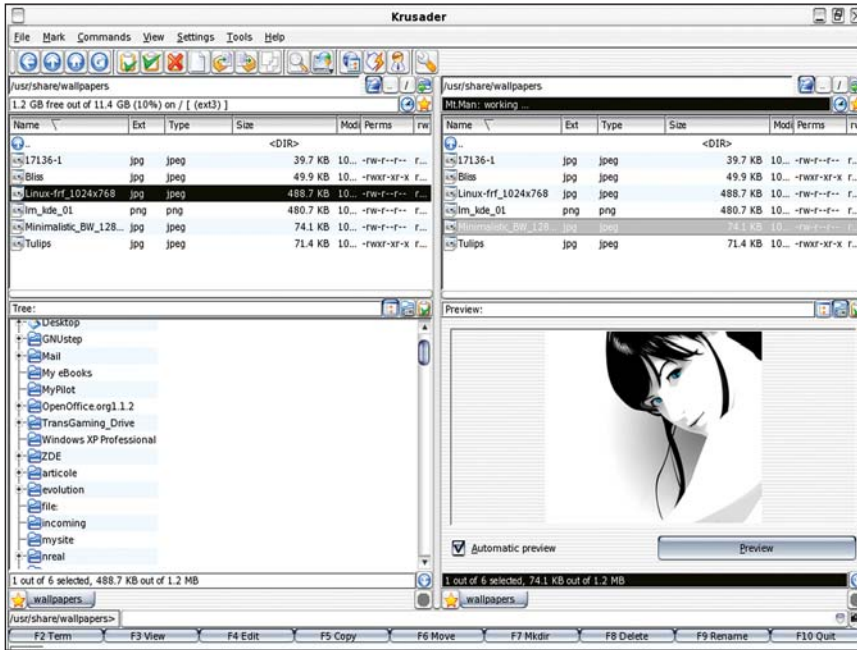 Krusader
File Mark Commands View Settings Tools Help
/usr/share/wallpapers
1.2 GB free out of 11.4 GB (10%) on / [ (ext3) ]
Name Ext Type Size Modi Perms rw
.. <DIR>
17136-1 jpg jpeg 39.7 KB 10... -rw-r--r-- r...
Bliss jpg jpeg 49.9 KB 10... -rwxr-xr-x r...
Linux-frf_1024x768 jpg jpeg 488.7 KB 10... -rw-r--r-- r...
lm_kde_01 png png 480.7 KB 10... -rw-r--r-- r...
Minimalistic_BW_128... jpg jpeg 74.1 KB 10... -rw-r--r-- r...
Tulips jpg jpeg 71.4 KB 10... -rwxr-xr-x r...
Tree:
Desktop
GNUstep
Mail
My eBooks
MyPilot
OpenOffice.org1.1.2
TransGaming_Drive
Windows XP Professional
ZDE
articole
evolution
file:
incoming
mysite
nreal
1 out of 6 selected, 488.7 KB out of 1.2 MB
wallpapers
/usr/share/wallpapers
Mt.Man: working ...
Name Ext Type Size Modi Perms rw
.. <DIR>
17136-1 jpg jpeg 39.7 KB 10... -rw-r--r-- r...
Bliss jpg jpeg 49.9 KB 10... -rwxr-xr-x r...
Linux-frf_1024x768 jpg jpeg 488.7 KB 10... -rw-r--r-- r...
lm_kde_01 png png 480.7 KB 10... -rw-r--r-- r...
Minimalistic_BW_128... jpg jpeg 74.1 KB 10... -rw-r--r-- r...
Tulips jpg jpeg 71.4 KB 10... -rwxr-xr-x r...
Preview:
Automatic preview
Preview
1 out of 6 selected, 74.1 KB out of 1.2 MB
wallpapers
/usr/share/wallpapers>
F2 Term F3 View F4 Edit F5 Copy F6 Move F7 Mkdir F8 Delete F9 Rename F10 Quit